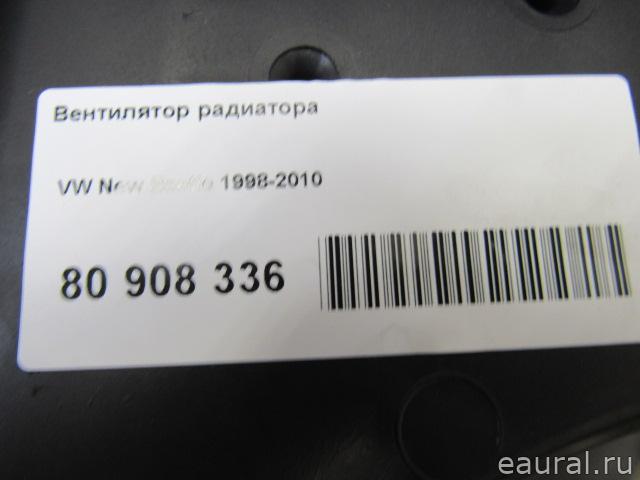 Вентилятор радиатора
VW New 1998-2010
80 908 336
eaural.ru